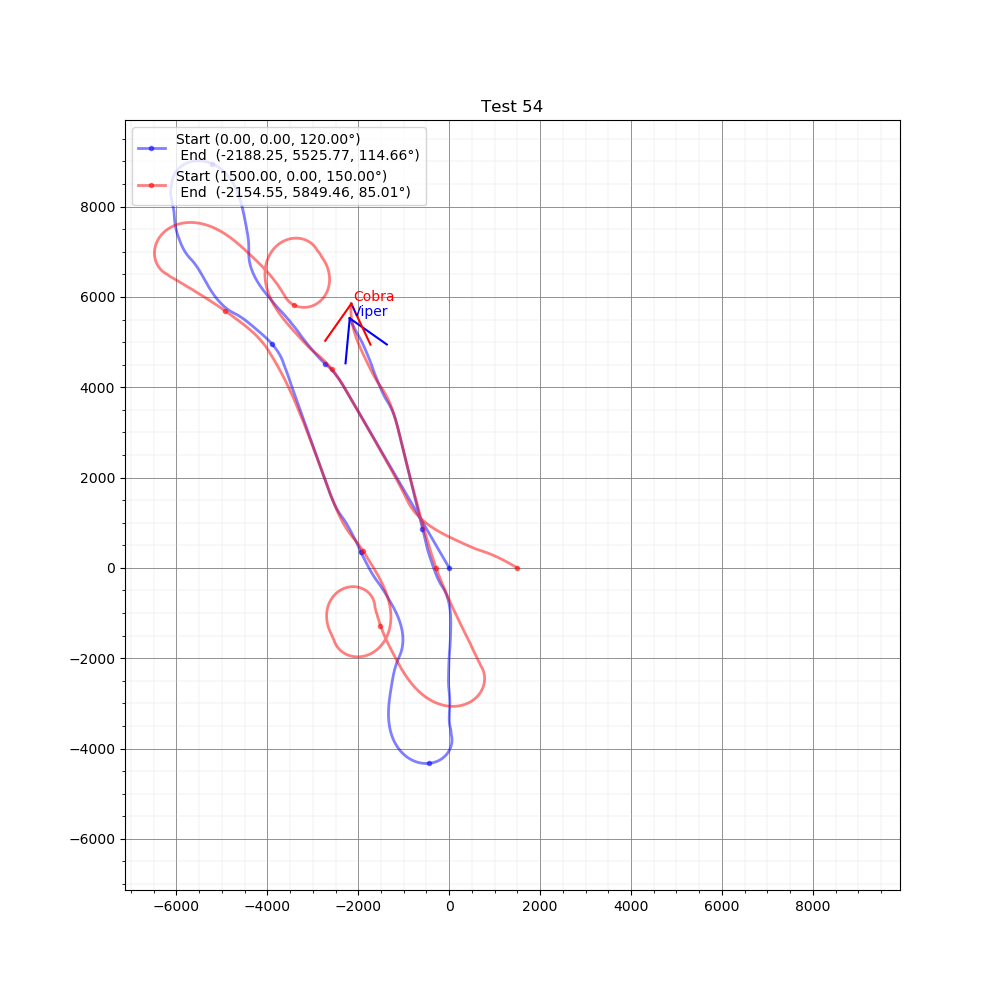 Test 54
Start (0.00, 0.00, 120.00°)
End (-2188.25, 5525.77, 114.66°)
Start (1500.00, 0.00, 150.00°)
End (-2154.55, 5849.46, 85.01°)
8000
6000
4000
2000
0
−2000
−4000
−6000
Cobra
Viper
−6000 −4000 −2000 0 2000 4000 6000 8000